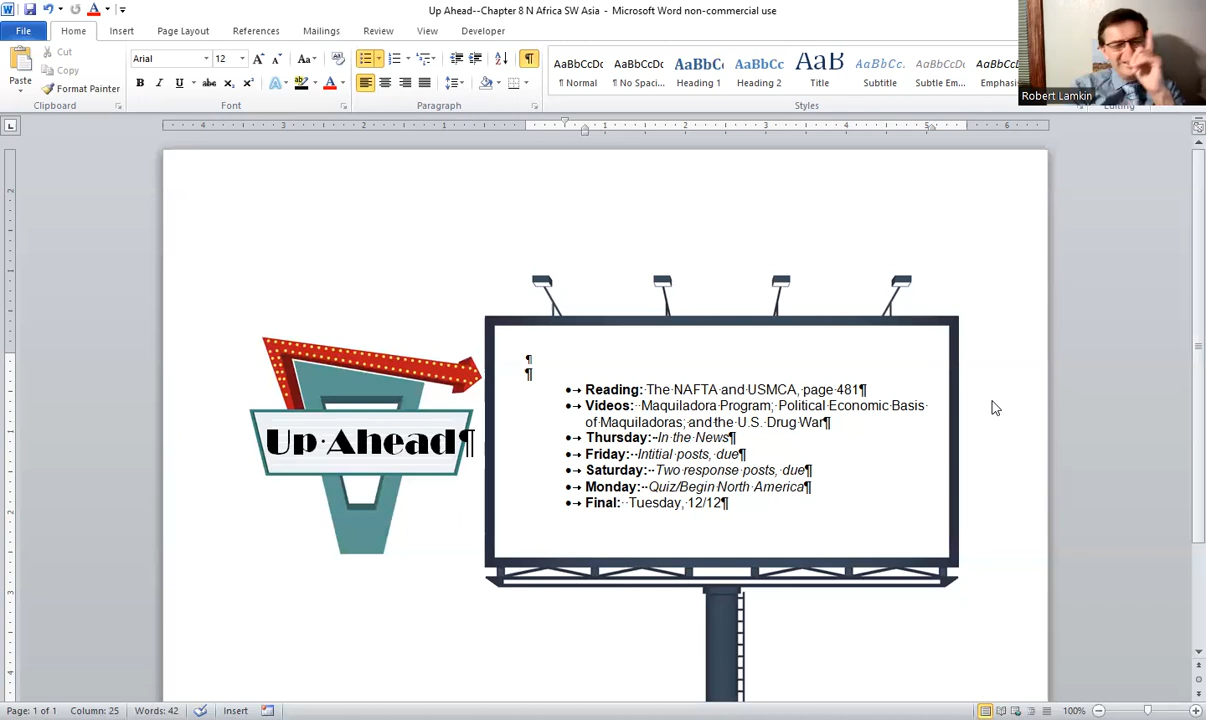 Up Ahead--Chapter 8 N Africa SW Asia - Microsoft Word non-commercial use
File Home Insert Page Layout References Mailings Review View Developer
Paste
Cut
Copy
Format Painter
Clipboard
Arial 12
Font
Paragraph
AaBbCcDc AaBbCcDc AaBbC AaBbCc AaB AaBbCc. AaBbCcDc AaBbCcDc
¶ Normal ¶ No Spaci... Heading 1 Heading 2 Title Subtitle Subtle Em... Emphasis
Styles
Editing
Robert Lamkin
Up·Ahead¶
¶
¶
•→ Reading:·The·NAFTA·and·USMCA,·page·481¶
•→ Videos:··Maquiladora·Program;·Political·Economic·Basis·
of·Maquiladoras;·and·the·U.S.·Drug·War¶
•→ Thursday:··In·the·News¶
•→ Friday:··Intitial·posts,·due¶
•→ Saturday:··Two·response·posts,·due¶
•→ Monday:··Quiz/Begin·North·America¶
•→ Final:··Tuesday,·12/12¶
Page: 1 of 1 Column: 25 Words: 42 Insert 100%